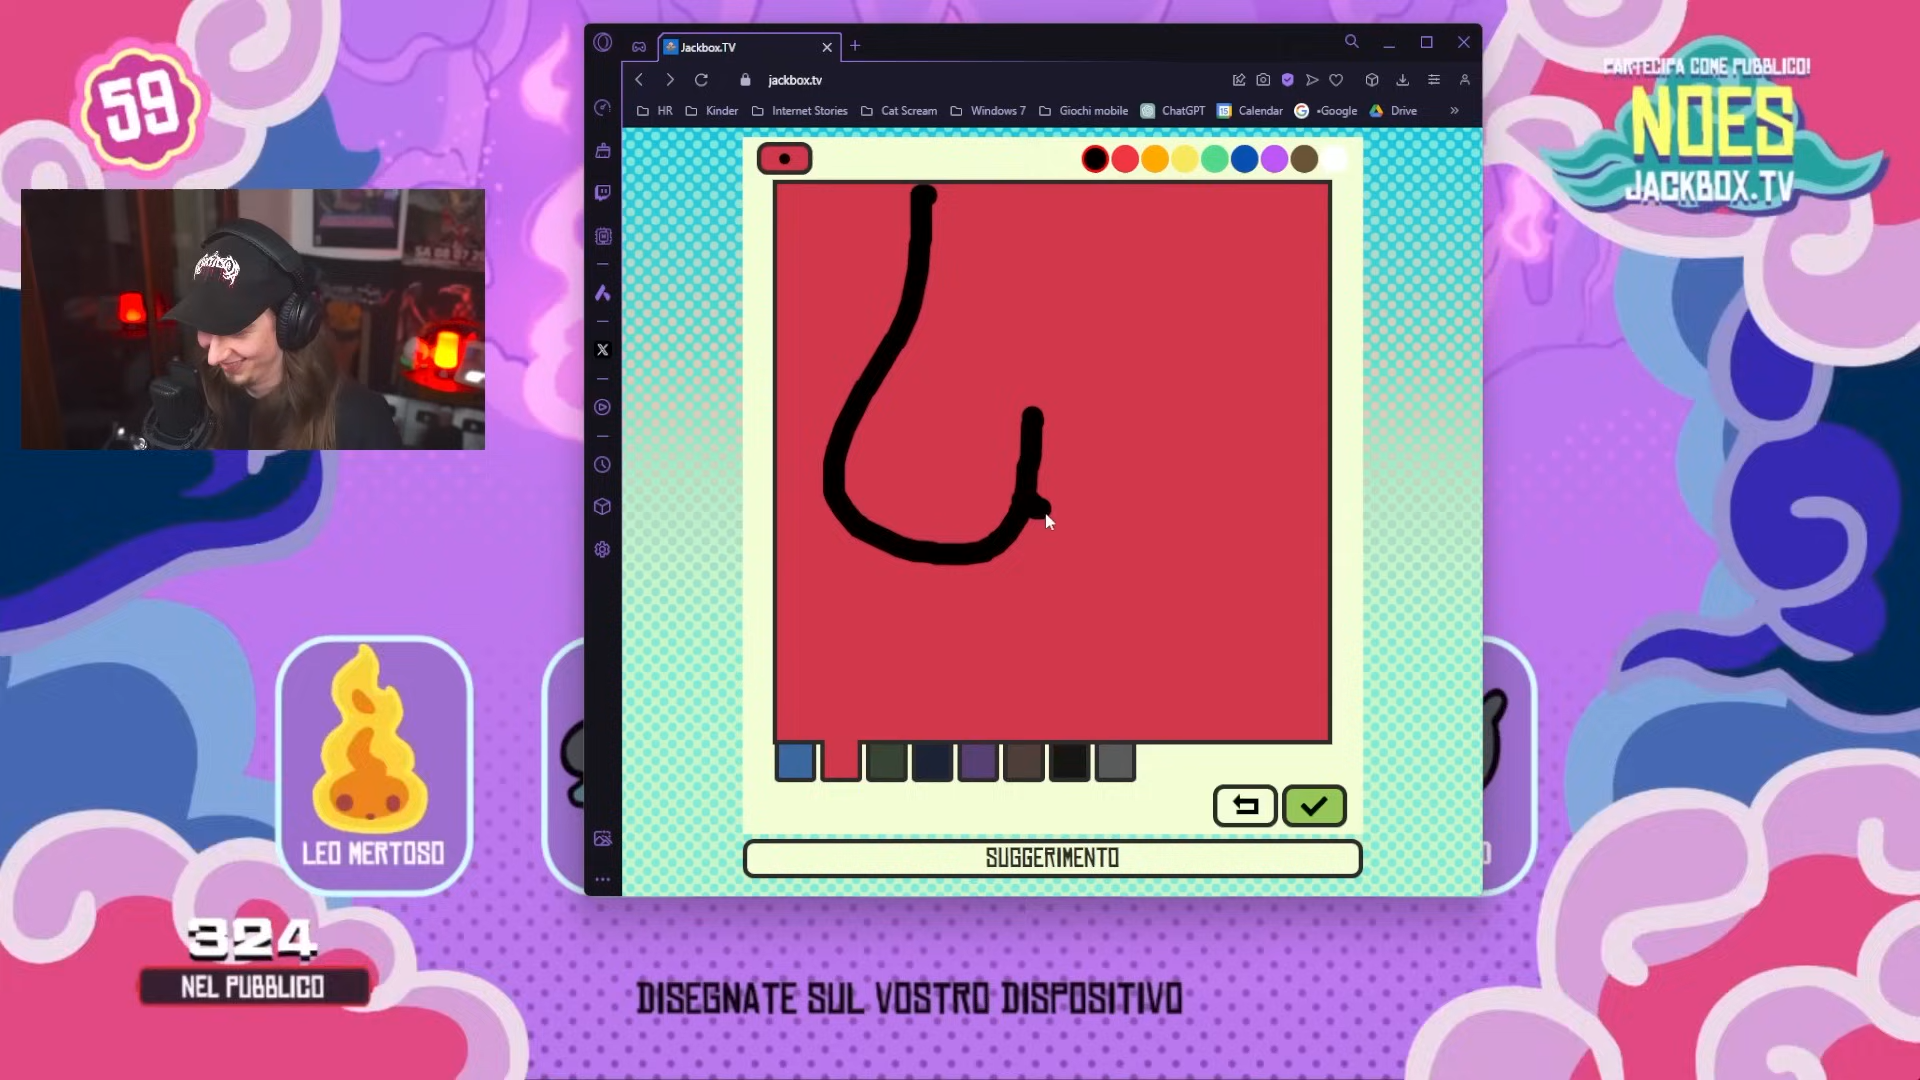 59
Jackbox.TV
jackbox.tv
HR
Kinder
Internet Stories
Cat Scream
Windows 7
Giochi mobile
ChatGPT
Calendar
•Google
Drive
PARTECIPA COME PUBBLICO!
NOES
JACKBOX.TV
LEO MERTOSO
SUGGERIMENTO
324
NEL PUBBLICO
DISEGNATE SUL VOSTRO DISPOSITIVO